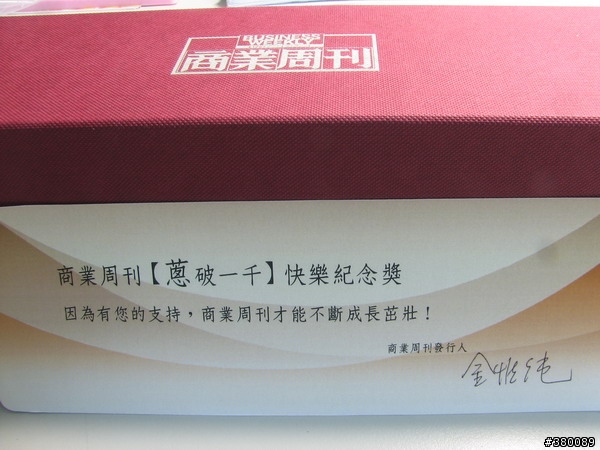 BUSINESS
WEEKLY
商業周刊
商業周刊【蔥破一千】快樂紀念獎
因為有您的支持，商業周刊才能不斷成長茁壯！
商業周刊發行人
金惟純
#380089